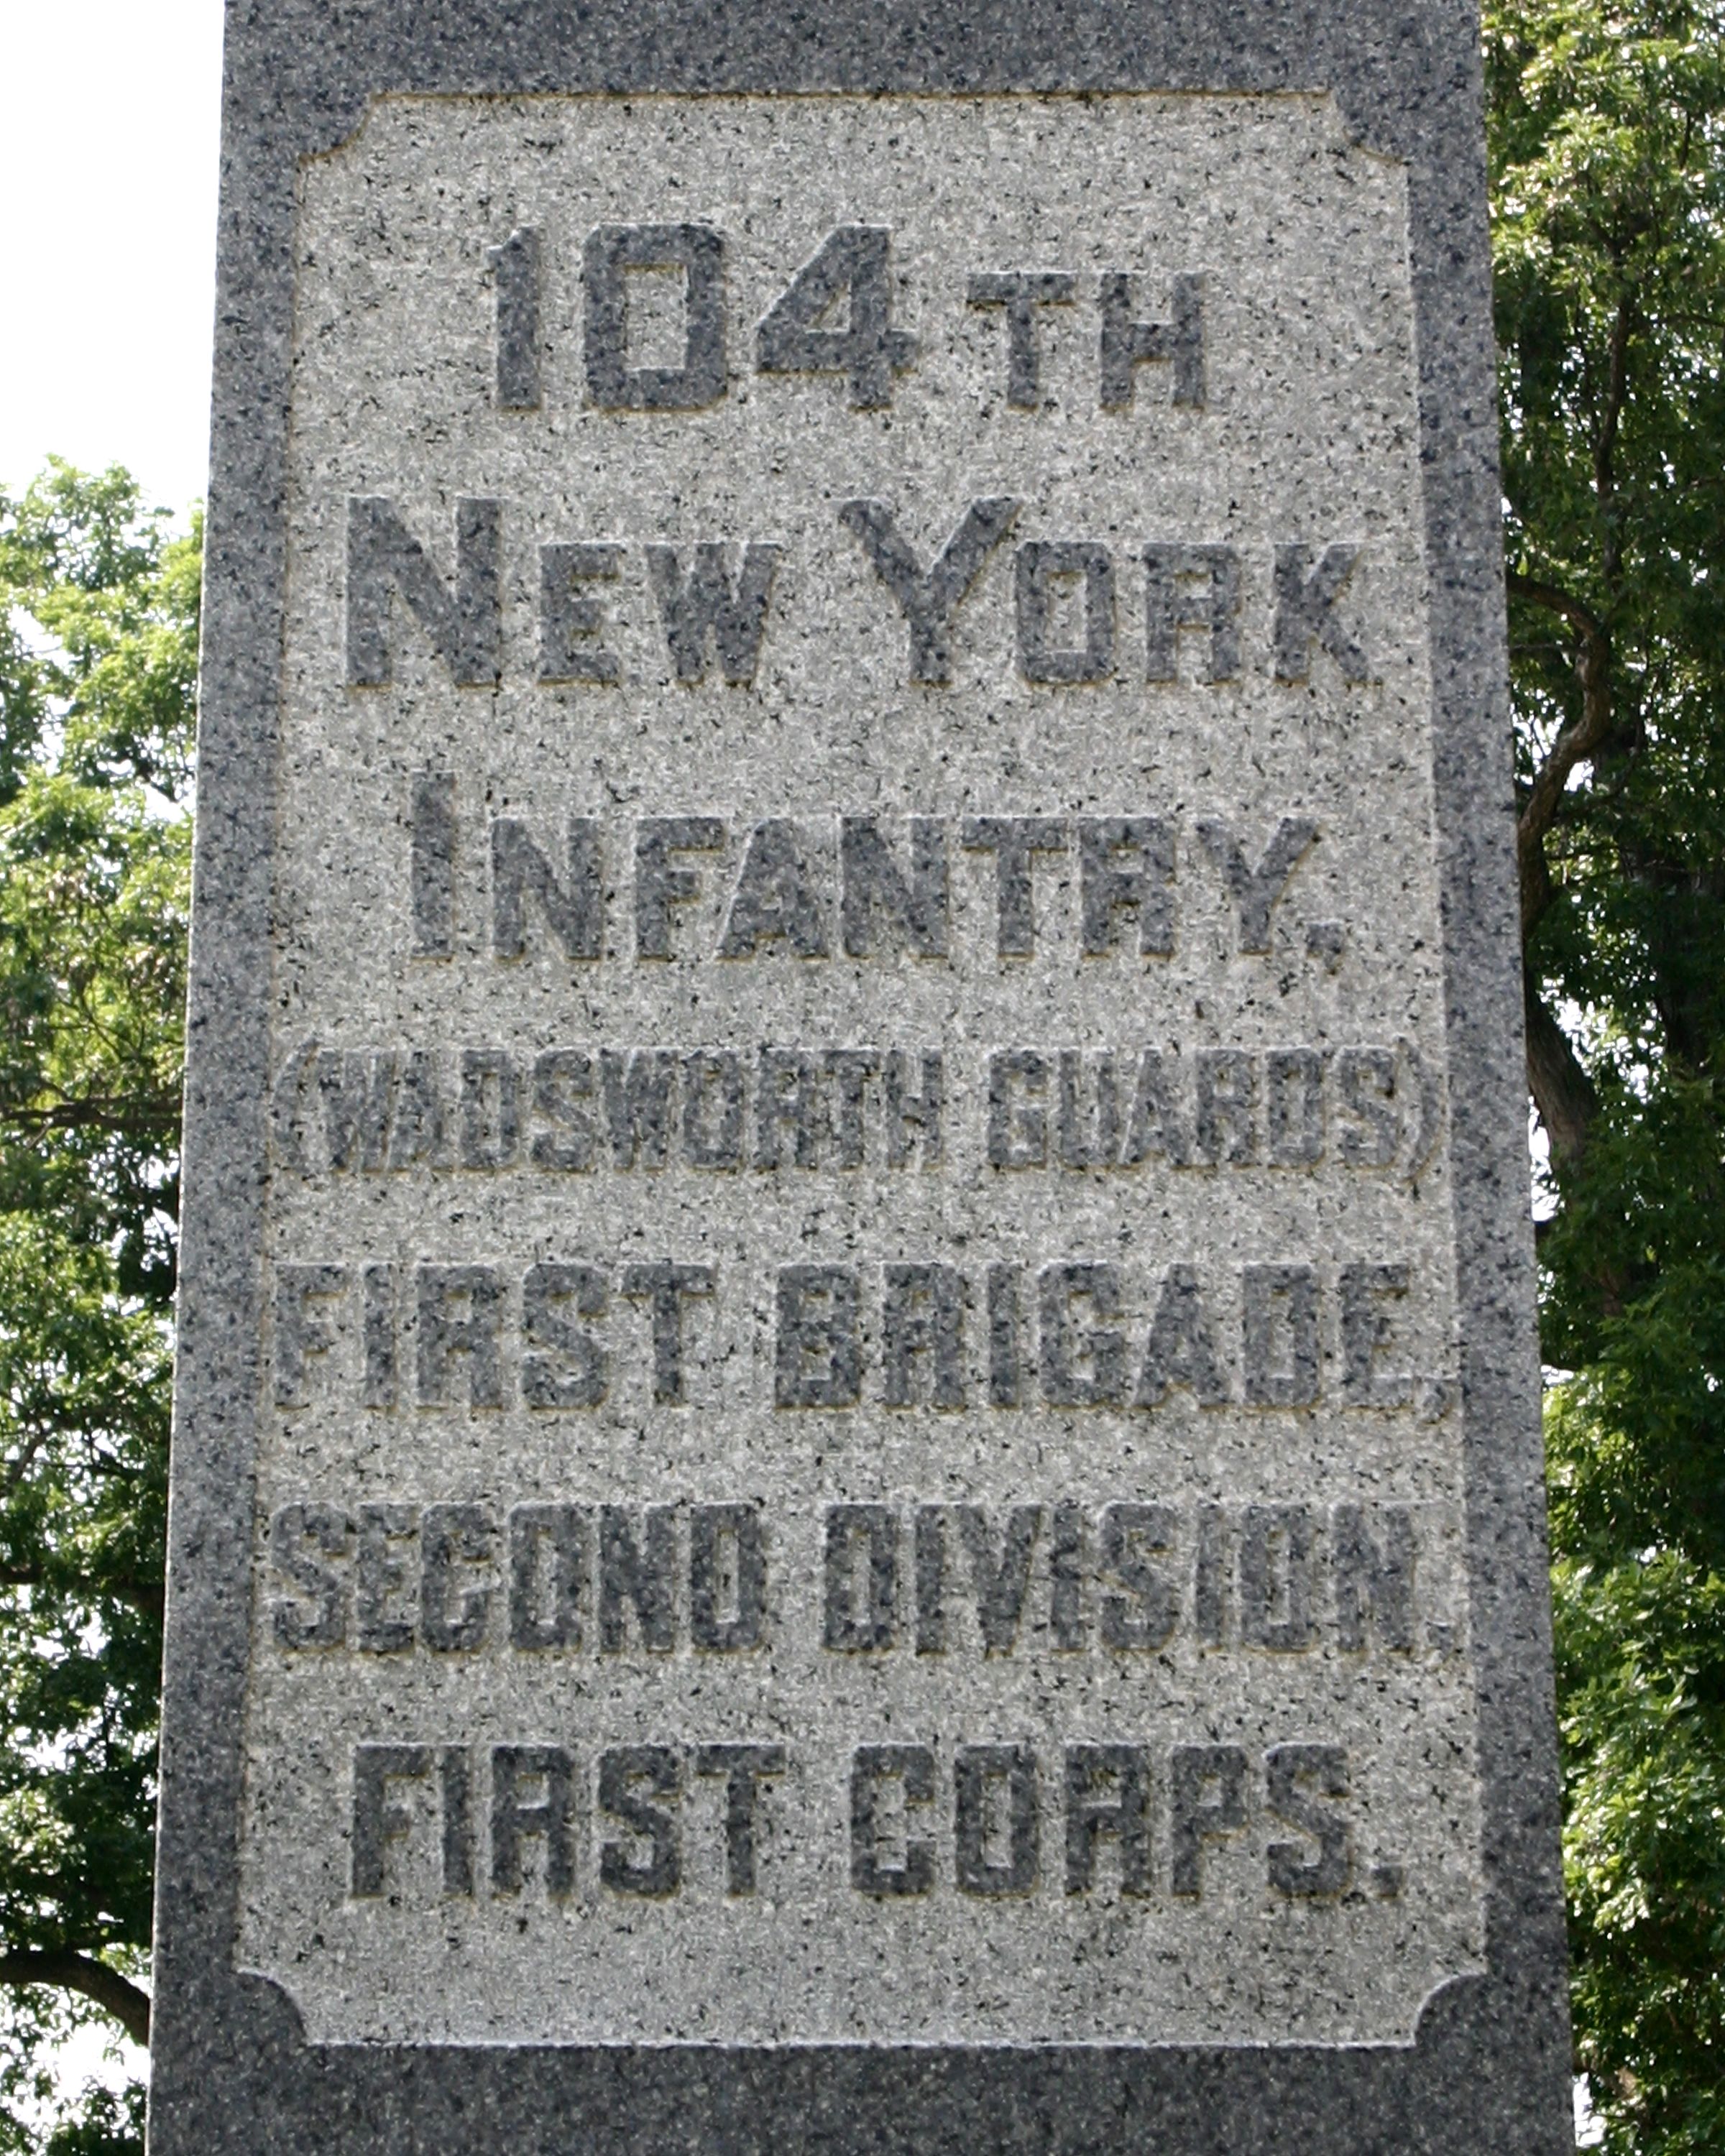 104TH
NEW YORK
INFANTRY,
(WADSWORTH GUARDS)
FIRST BRIGADE,
SECOND DIVISION,
FIRST CORPS.